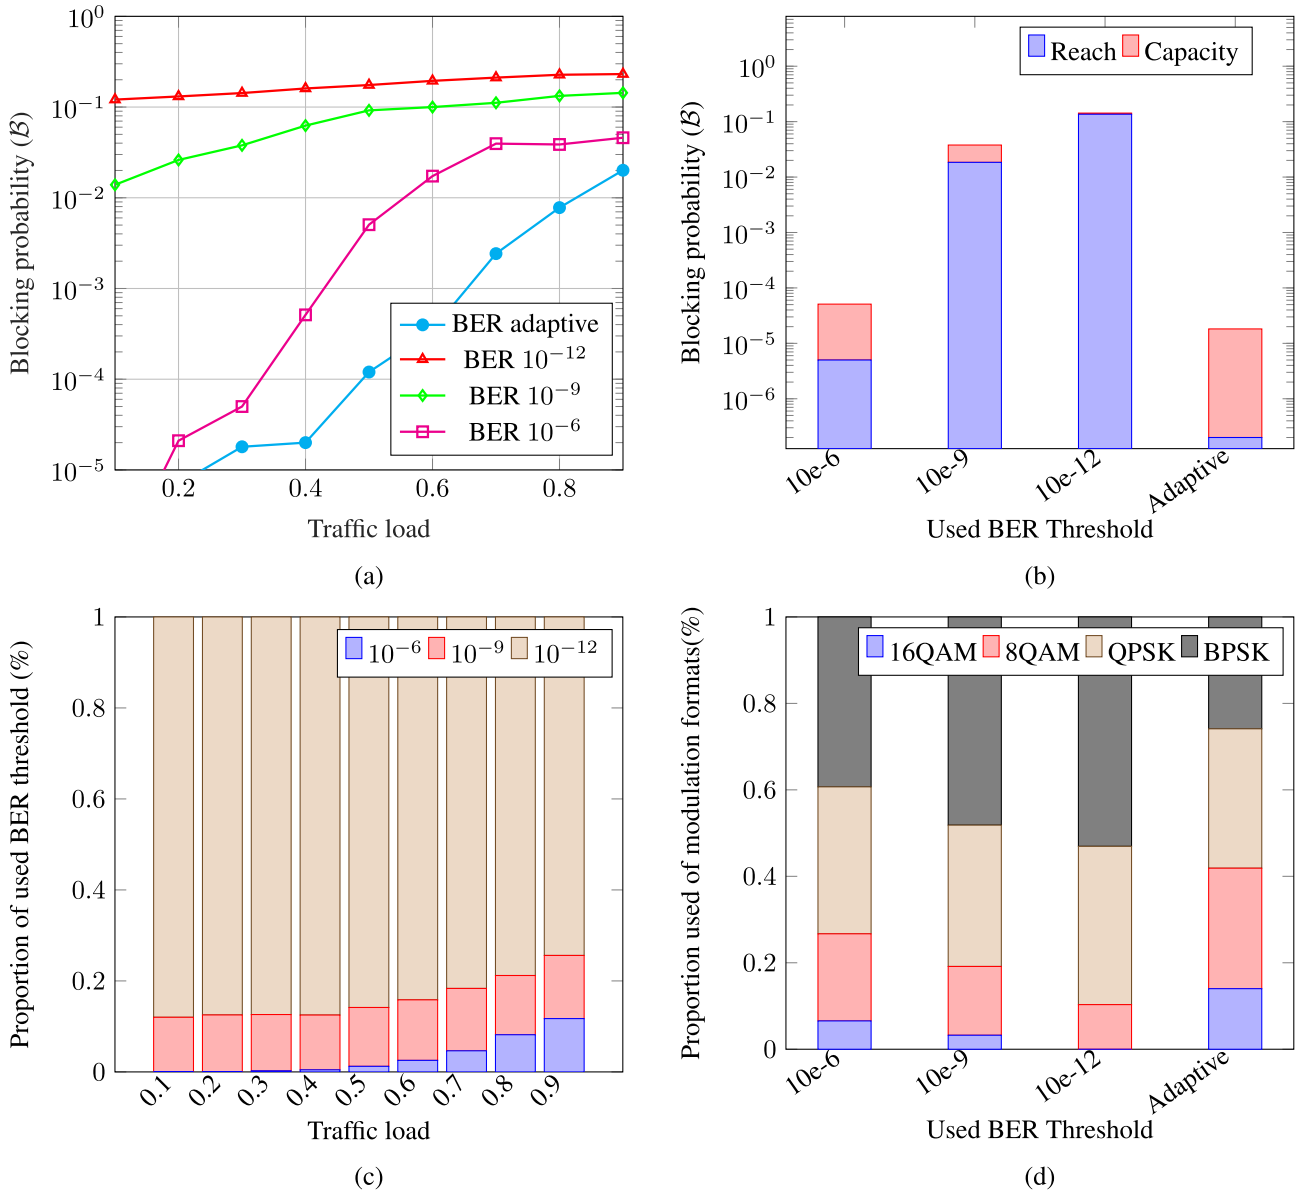 10⁰
10⁻¹
10⁻²
10⁻³
10⁻⁴
10⁻⁵
0.2 0.4 0.6 0.8
Traffic load
Blocking probability (ℬ)
BER adaptive
BER 10⁻¹²
BER 10⁻⁹
BER 10⁻⁶
(a)
Reach Capacity
10⁰
10⁻¹
10⁻²
10⁻³
10⁻⁴
10⁻⁵
10⁻⁶
10e-6 10e-9 10e-12 Adaptive
Used BER Threshold
Blocking probability (ℬ)
(b)
10⁻⁶ 10⁻⁹ 10⁻¹²
1
0.8
0.6
0.4
0.2
0
0.1 0.2 0.3 0.4 0.5 0.6 0.7 0.8 0.9
Traffic load
Proportion of used BER threshold (%)
(c)
16QAM 8QAM QPSK BPSK
1
0.8
0.6
0.4
0.2
0
10e-6 10e-9 10e-12 Adaptive
Used BER Threshold
Proportion used of modulation formats(%)
(d)